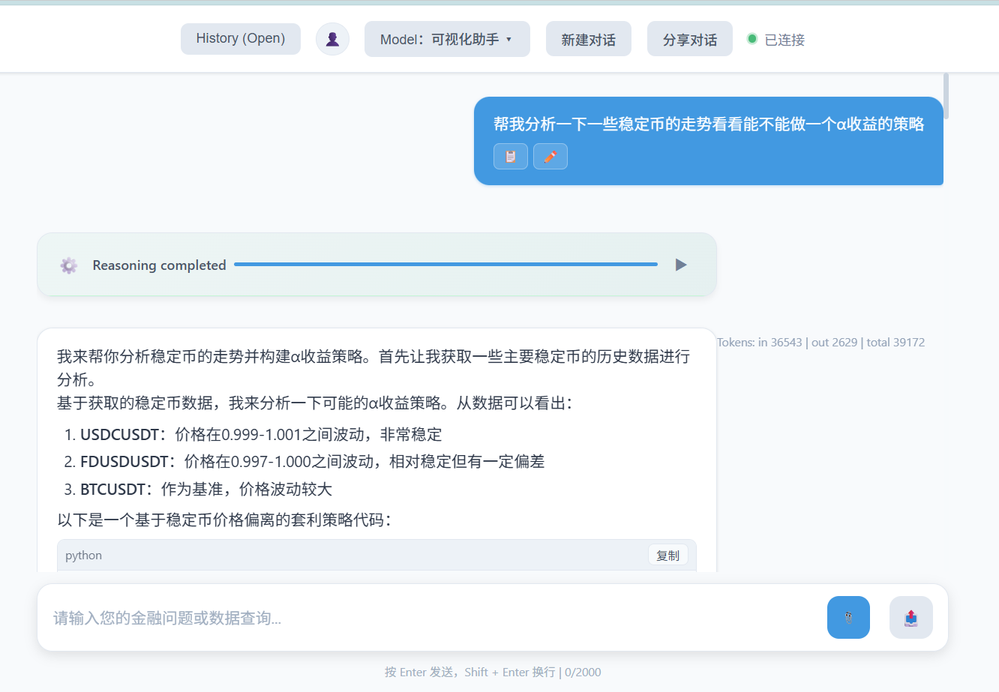 History (Open)
Model：可视化助手 ▾
新建对话
分享对话
已连接
帮我分析一下一些稳定币的走势看看能不能做一个α收益的策略
Reasoning completed
Tokens: in 36543 | out 2629 | total 39172
我来帮你分析稳定币的走势并构建α收益策略。首先让我获取一些主要稳定币的历史数据进行
分析。
基于获取的稳定币数据，我来分析一下可能的α收益策略。从数据可以看出：
1. USDCUSDT：价格在0.999-1.001之间波动，非常稳定
2. FDUSDUSDT：价格在0.997-1.000之间波动，相对稳定但有一定偏差
3. BTCUSDT：作为基准，价格波动较大
以下是一个基于稳定币价格偏离的套利策略代码：
python
复制
请输入您的金融问题或数据查询...
按 Enter 发送，Shift + Enter 换行 | 0/2000